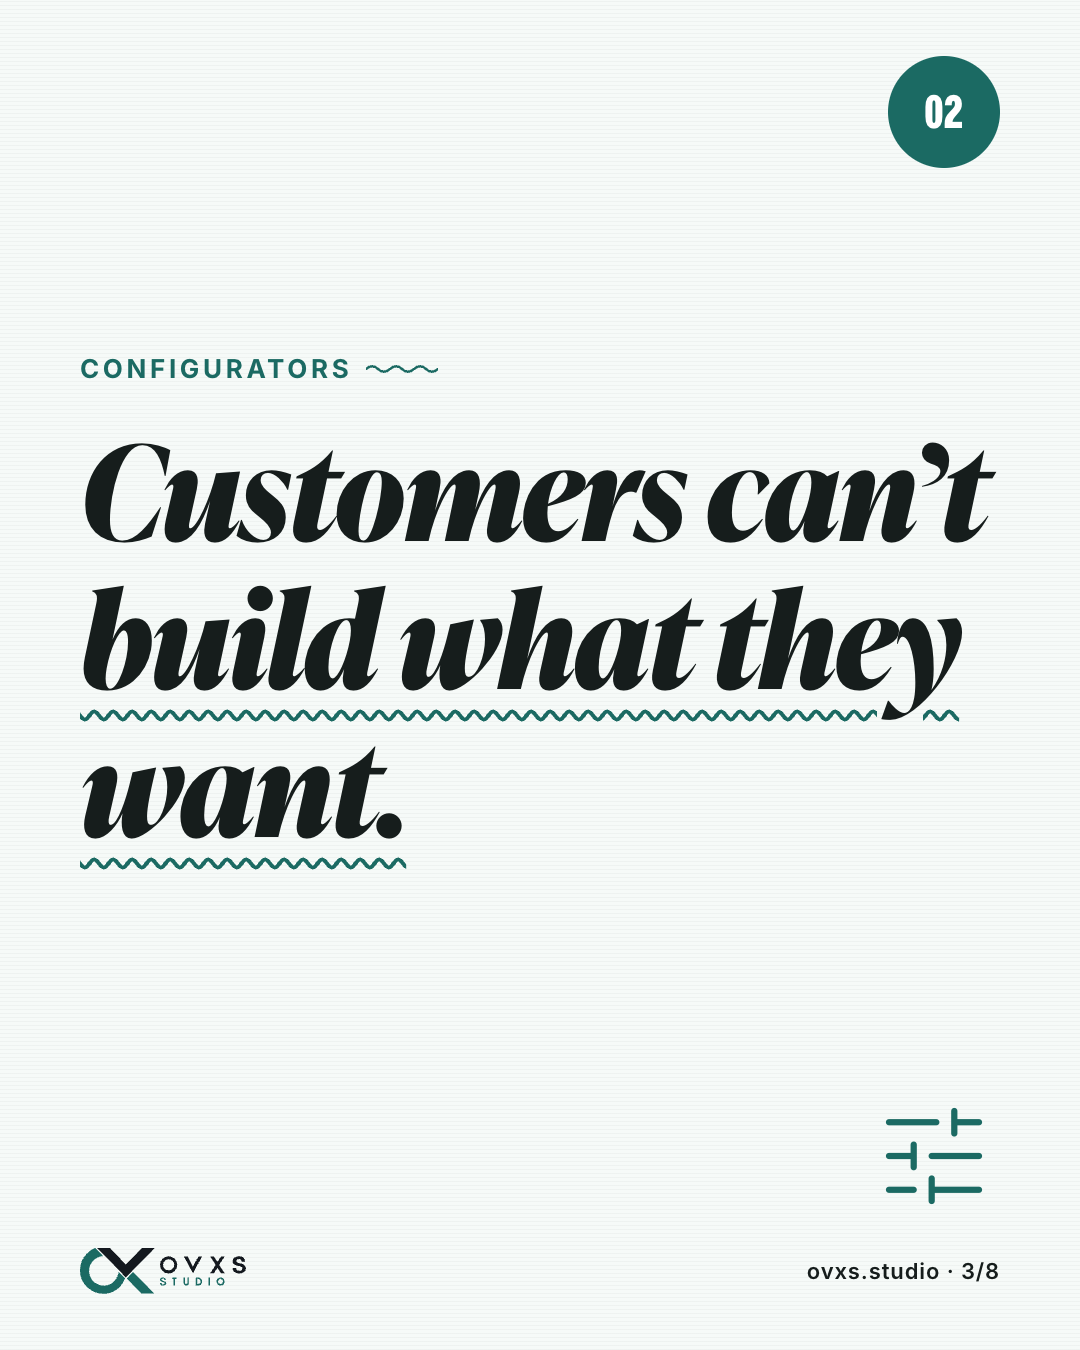 02
CONFIGURATORS
Customers can’t
build what they
want.
OVXS
STUDIO
ovxs.studio · 3/8